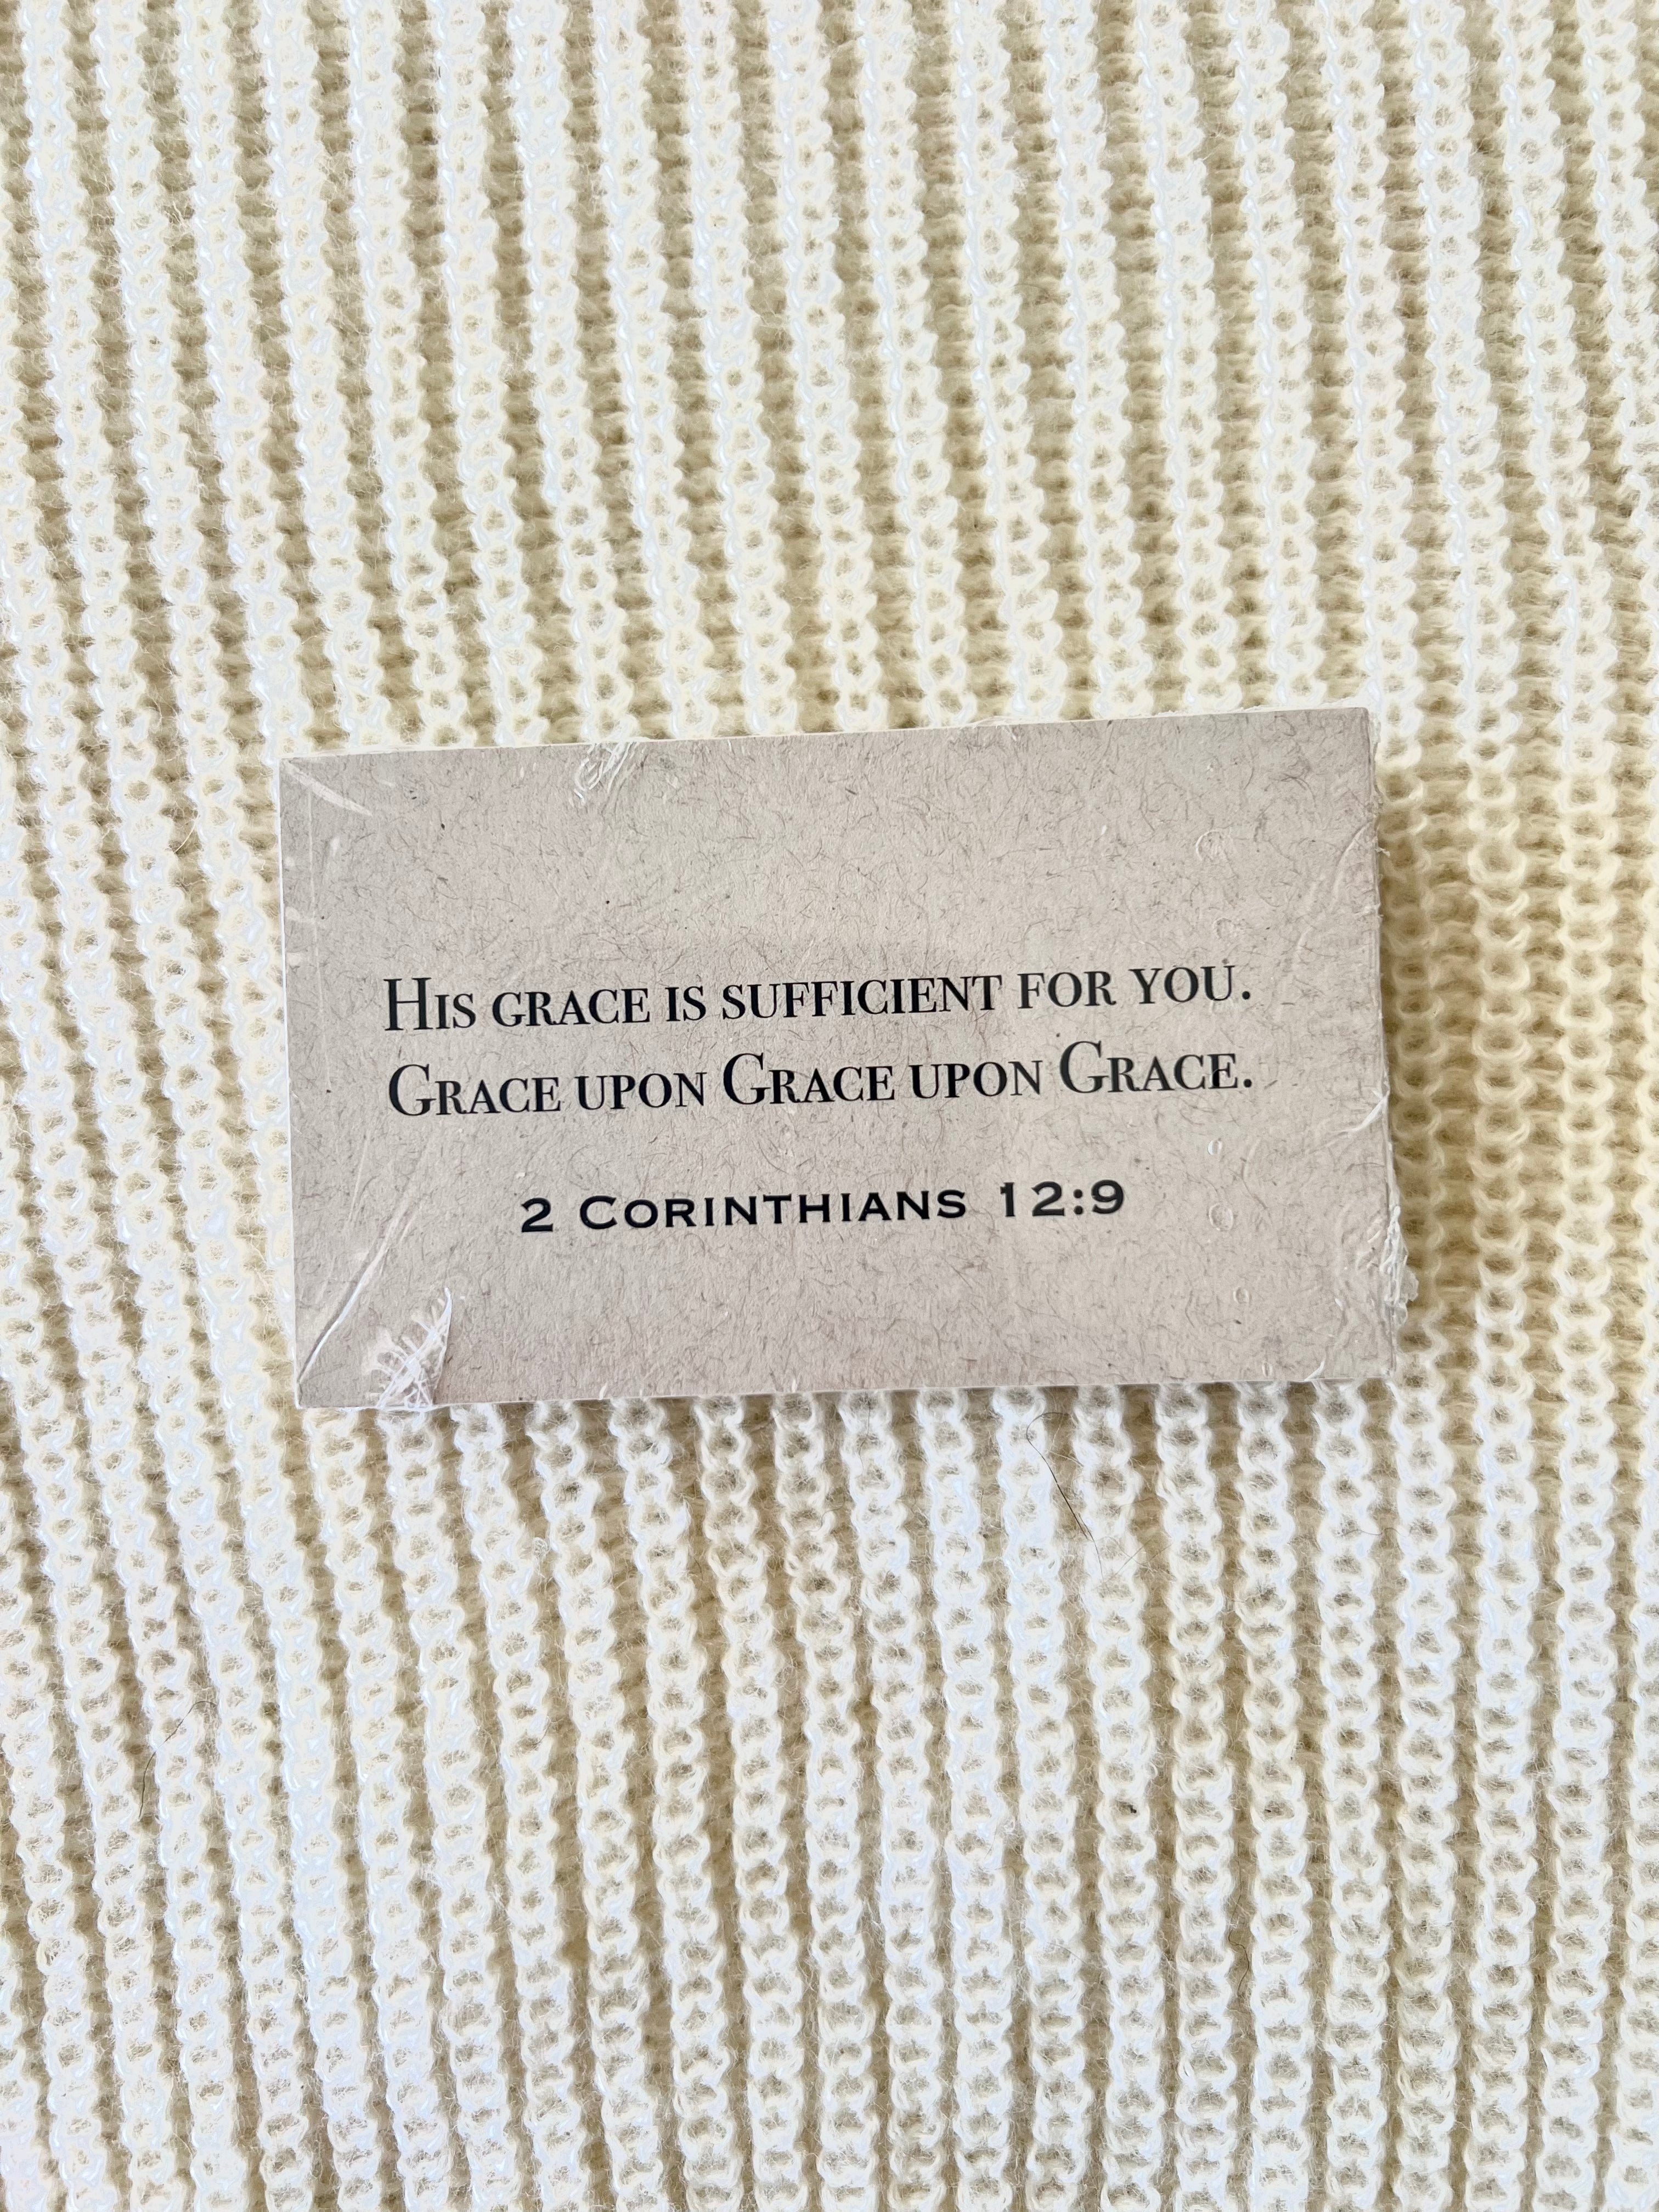 His grace is sufficient for you.
Grace upon Grace upon Grace.
2 Corinthians 12:9